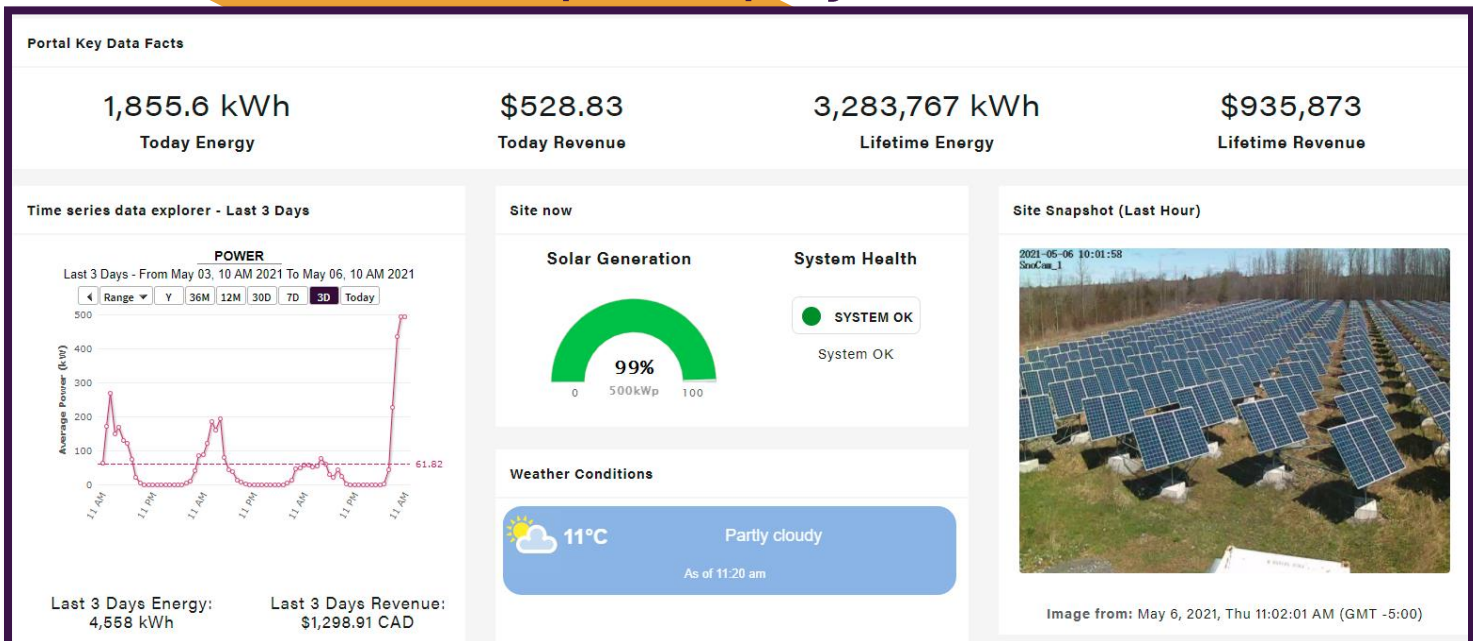 Portal Key Data Facts
1,855.6 kWh
Today Energy
$528.83
Today Revenue
3,283,767 kWh
Lifetime Energy
$935,873
Lifetime Revenue
Time series data explorer - Last 3 Days
POWER
Last 3 Days - From May 03, 10 AM 2021 To May 06, 10 AM 2021
Range Y 36M 12M 30D 7D 3D Today
Average Power (kW)
500
400
300
200
100
0
61.82
11 AM 11 PM 11 AM 11 PM 11 AM 11 PM 11 AM
Last 3 Days Energy:
4,558 kWh
Last 3 Days Revenue:
$1,298.91 CAD
Site now
Solar Generation
99%
0 500kWp 100
System Health
SYSTEM OK
System OK
Weather Conditions
11°C
Partly cloudy
As of 11:20 am
Site Snapshot (Last Hour)
2021-05-06 10:01:58
SnoCam_1
Image from: May 6, 2021, Thu 11:02:01 AM (GMT -5:00)